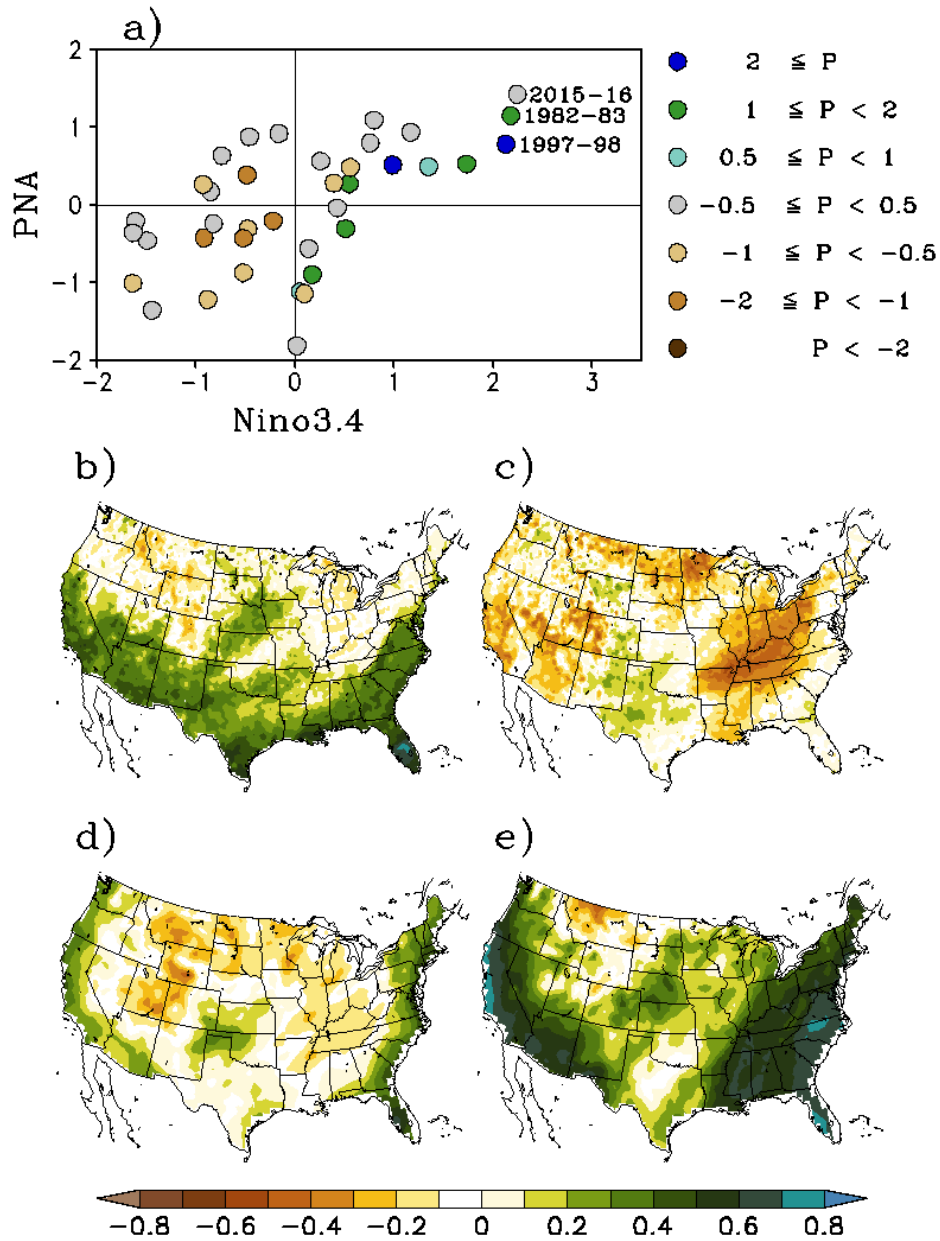 a)
2
1
0
−1
−2
PNA
−2 −1 0 1 2 3
Nino3.4
2015−16
1982−83
1997−98
2 ≦ P
1 ≦ P < 2
0.5 ≦ P < 1
−0.5 ≦ P < 0.5
−1 ≦ P < −0.5
−2 ≦ P < −1
P < −2
b)
c)
d)
e)
−0.8 −0.6 −0.4 −0.2 0 0.2 0.4 0.6 0.8